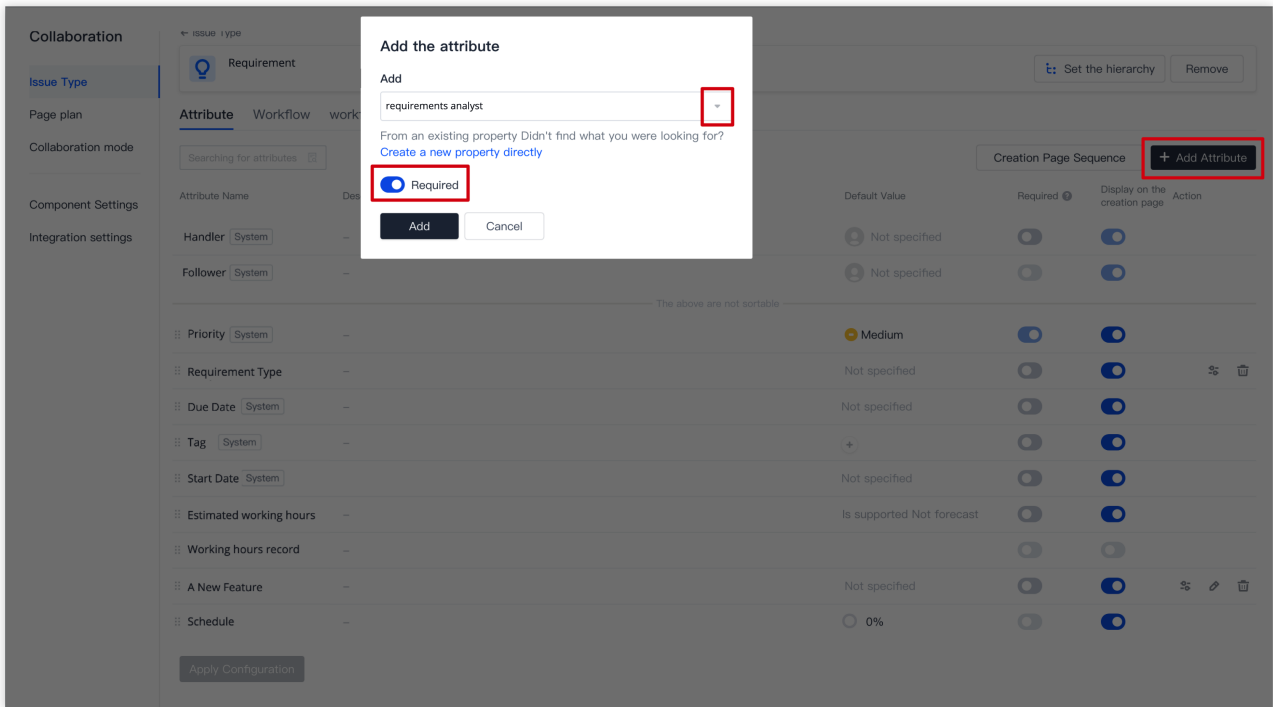 Collaboration
Issue Type
Page plan
Collaboration mode
Component Settings
Integration settings
← Issue Type
Requirement
Set the hierarchy
Remove
Attribute Workflow work
Searching for attributes
Creation Page Sequence
+ Add Attribute
Add the attribute
Add
requirements analyst
From an existing property Didn't find what you were looking for?
Create a new property directly
Required
Add
Cancel
Attribute Name Des Default Value Required Display on the creation page Action
Handler System – Not specified
Follower System – Not specified
The above are not sortable
Priority System – Medium
Requirement Type – Not specified
Due Date System – Not specified
Tag System – +
Start Date System – Not specified
Estimated working hours – Is supported Not forecast
Working hours record –
A New Feature – Not specified
Schedule – 0%
Apply Configuration